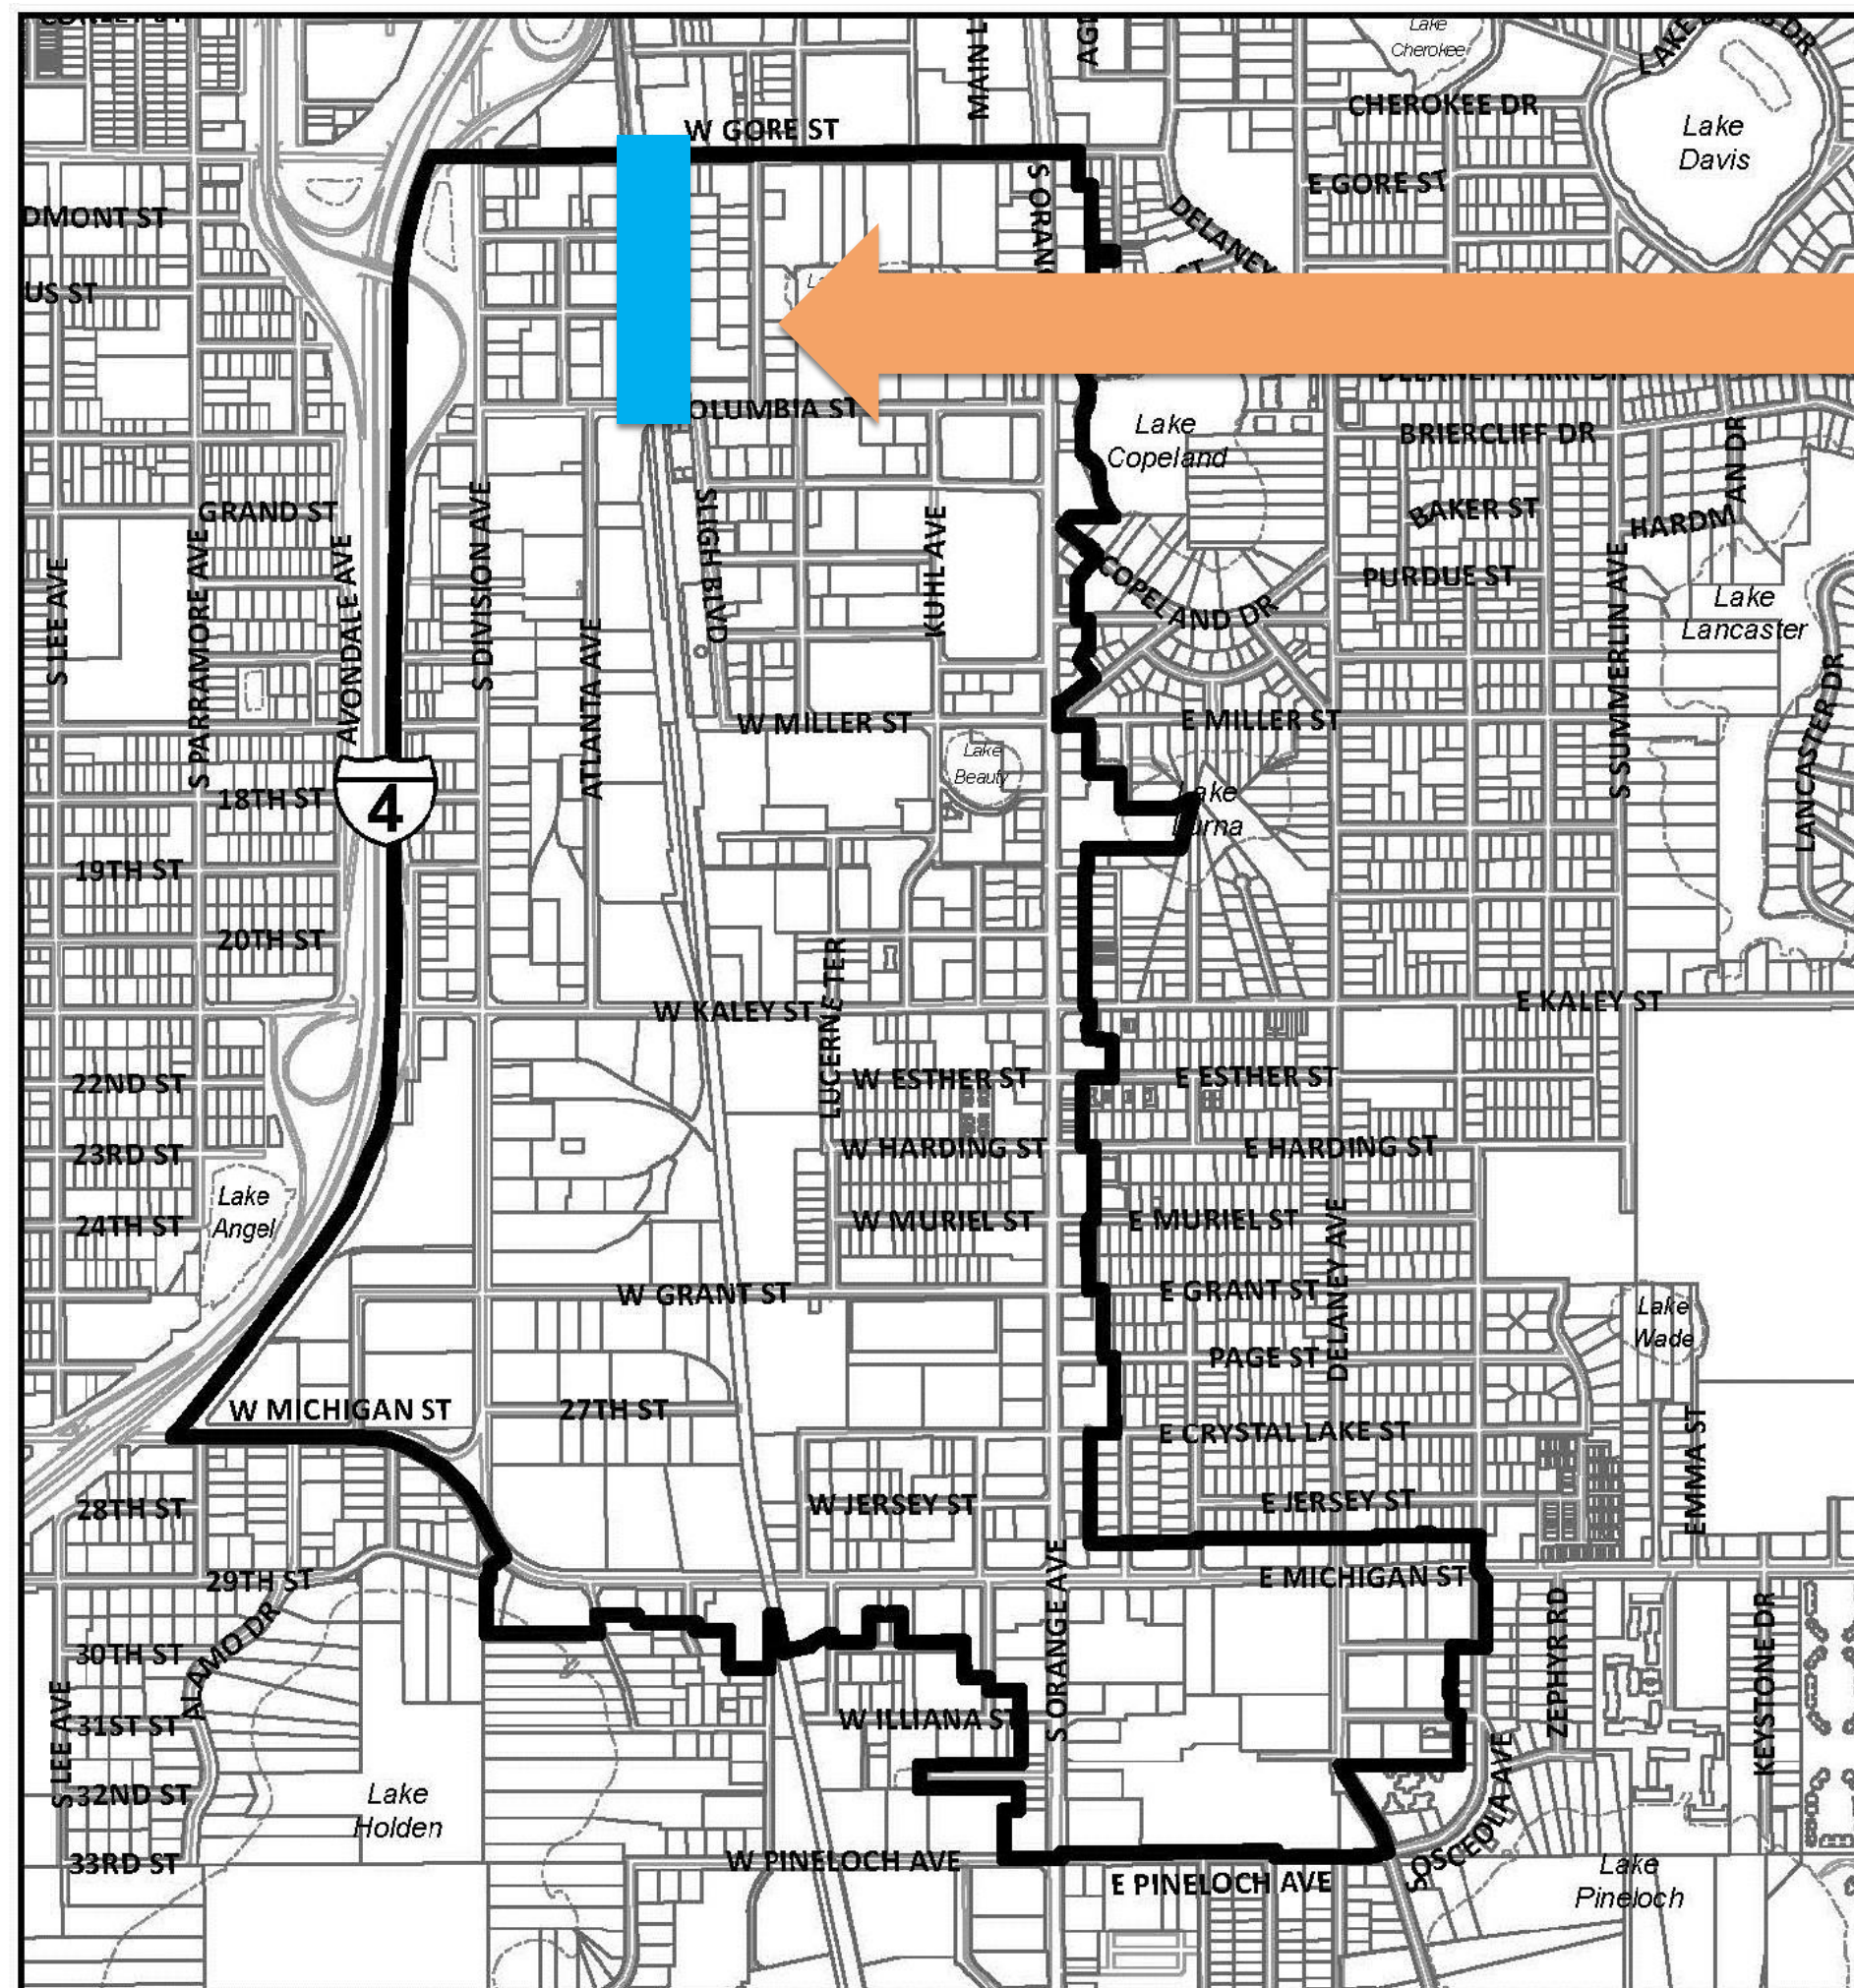 Lake
Cherokee
LAKE
DR
MAIN L
CHEROKEE DR
W GORE ST
Lake
Davis
E GORE ST
S ORAN
DELANEY
DMONT ST
US ST
ST
OLUMBIA ST
Lake
Copeland
BRIERCLIFF DR
GRAND ST
BAKER ST
HARDM
AN DR
S LEE AVE
S PARRAMORE AVE
AVONDALE AVE
S DIVISION AVE
ATLANTA AVE
SLIGH BLVD
KUHL AVE
COPELAND DR
PURDUE ST
S SUMMERLIN AVE
Lake
Lancaster
LANCASTER DR
W MILLER ST
E MILLER ST
Lake
Beauty
4
18TH ST
19TH ST
20TH ST
LUCERNE TER
W KALEY ST
E KALEY ST
22ND ST
W ESTHER ST
E ESTHER ST
23RD ST
W HARDING ST
E HARDING ST
Lake
Angel
24TH ST
W MURIEL ST
E MURIEL ST
DELANEY AVE
W GRANT ST
E GRANT ST
Lake
Wade
PAGE ST
W MICHIGAN ST
27TH ST
E CRYSTAL LAKE ST
EMMA ST
28TH ST
W JERSEY ST
E JERSEY ST
29TH ST
S ORANGE AVE
E MICHIGAN ST
30TH ST
ALAMO DR
ZEPHYR RD
KEYSTONE DR
S LEE AVE
31ST ST
W ILLIANA ST
32ND ST
Lake
Holden
S OSCEOLA AVE
33RD ST
W PINELOCH AVE
E PINELOCH AVE
Lake
Pineloch